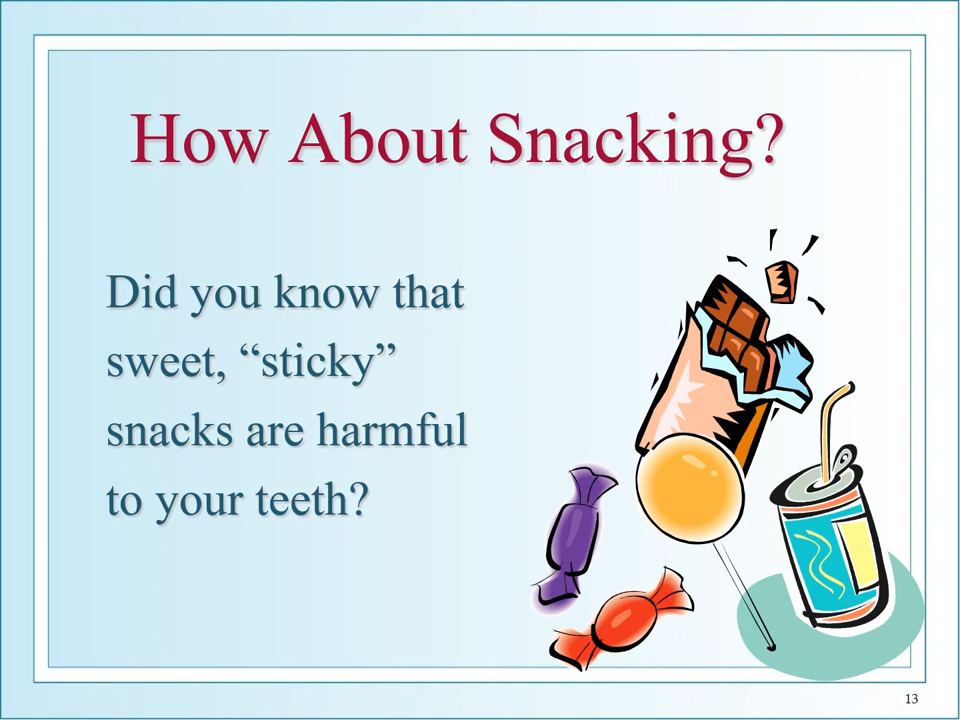 How About Snacking?
Did you know that
sweet, “sticky”
snacks are harmful
to your teeth?
13